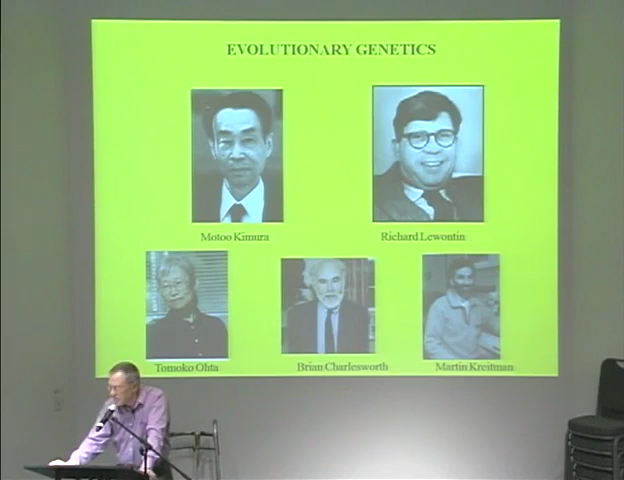 EVOLUTIONARY GENETICS
Motoo Kimura
Richard Lewontin
Tomoko Ohta
Brian Charlesworth
Martin Kreitman